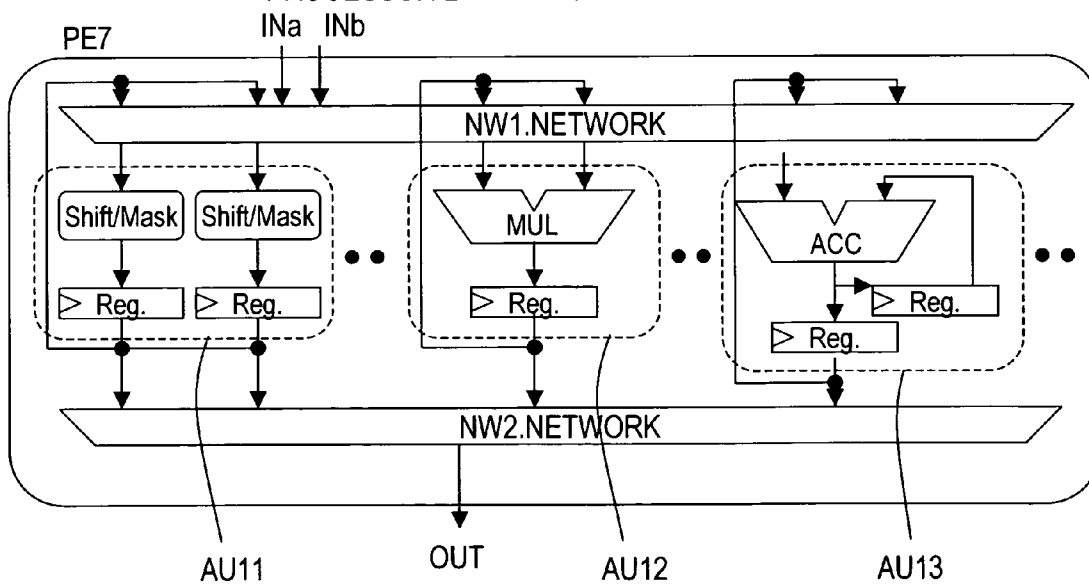 INa INb
PE7
NW1.NETWORK
Shift/Mask Shift/Mask MUL ACC
Reg. Reg. Reg. Reg.
Reg.
NW2.NETWORK
OUT
AU11 AU12 AU13